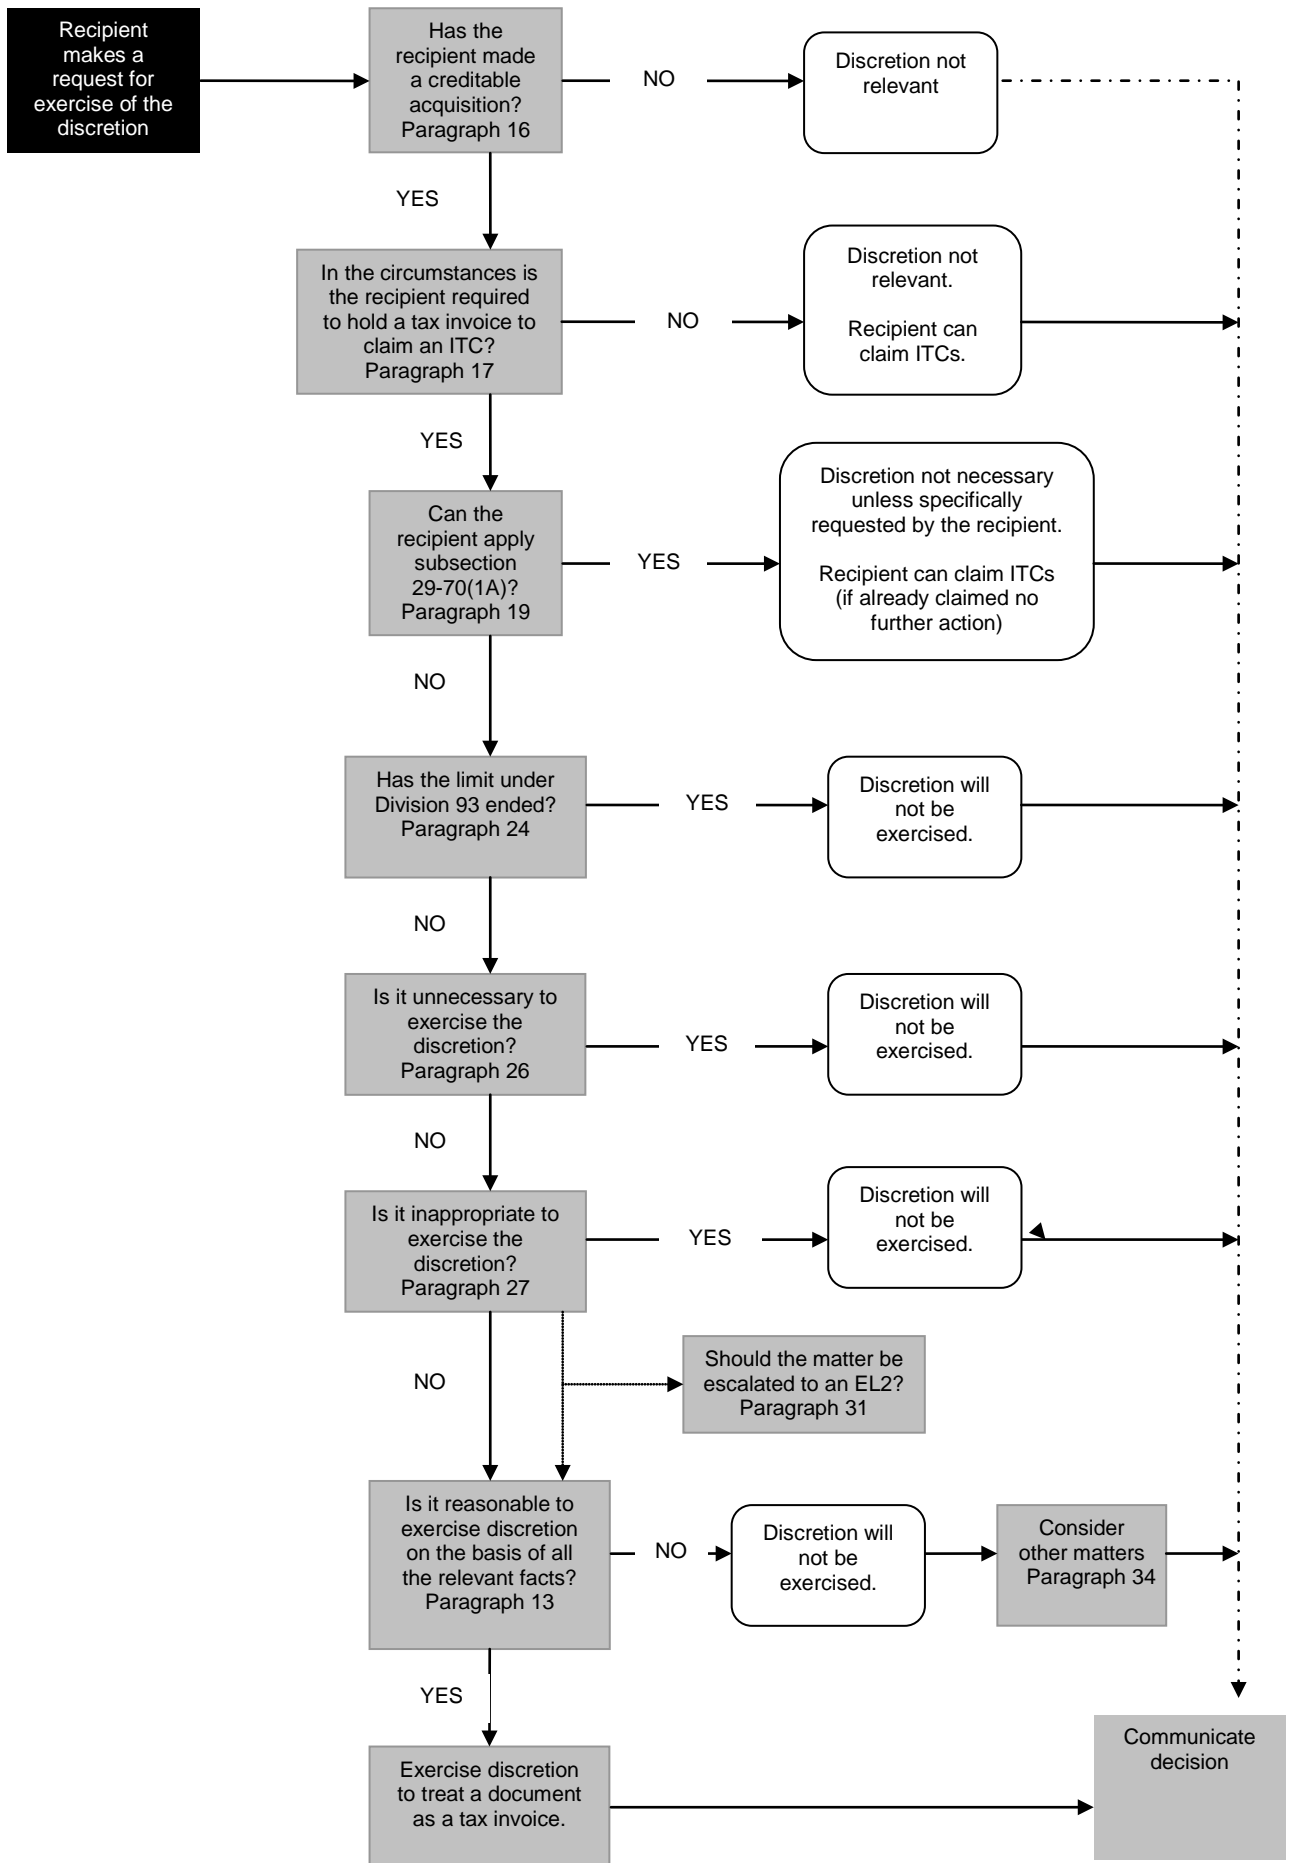 Recipient
makes a
request for
exercise of the
discretion
Has the
recipient made
a creditable
acquisition?
Paragraph 16
NO
Discretion not
relevant
YES
In the circumstances is
the recipient required
to hold a tax invoice to
claim an ITC?
Paragraph 17
NO
Discretion not
relevant.
Recipient can
claim ITCs.
YES
Can the
recipient apply
subsection
29-70(1A)?
Paragraph 19
YES
Discretion not necessary
unless specifically
requested by the recipient.
Recipient can claim ITCs
(if already claimed no
further action)
NO
Has the limit under
Division 93 ended?
Paragraph 24
YES
Discretion will
not be
exercised.
NO
Is it unnecessary to
exercise the
discretion?
Paragraph 26
YES
Discretion will
not be
exercised.
NO
Is it inappropriate to
exercise the
discretion?
Paragraph 27
YES
Discretion will
not be
exercised.
NO
Should the matter be
escalated to an EL2?
Paragraph 31
Is it reasonable to
exercise discretion
on the basis of all
the relevant facts?
Paragraph 13
NO
Discretion will
not be
exercised.
Consider
other matters
Paragraph 34
YES
Exercise discretion
to treat a document
as a tax invoice.
Communicate
decision